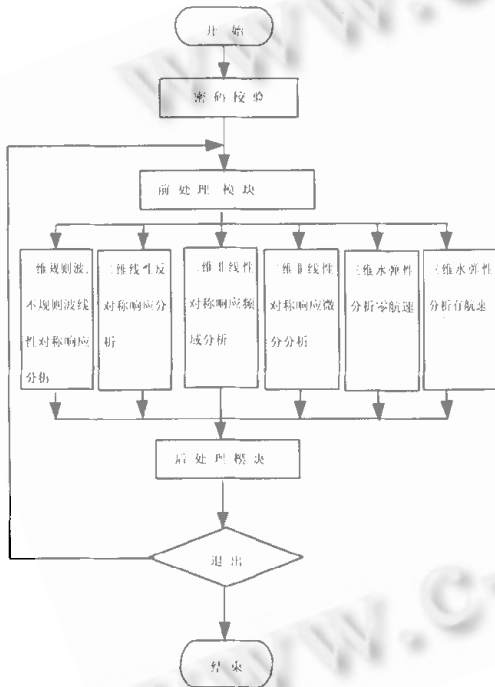 开 始
密 码 校 验
前 处 理 模 块
维规则波、
不规则波线
性对称响应
分析
二维线性反
对称响应分
析
二维非线性
对称响应频
域分析
二维非线性
对称响应微
分分析
三维水弹性
分析零航速
三维水弹性
分析有航速
后 处 理 模 块
退 出
结 束